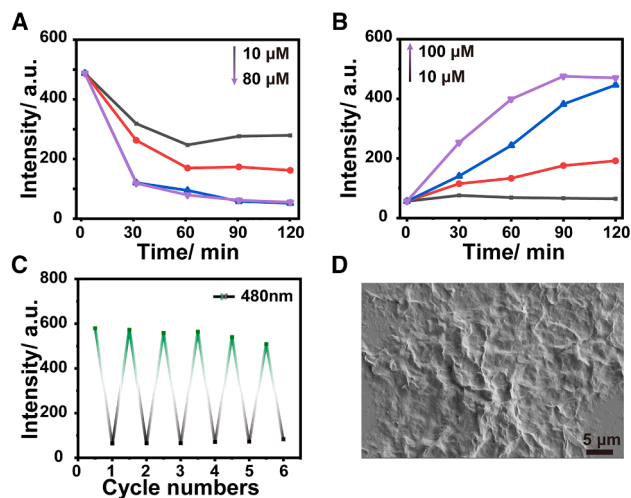 A
B
600
400
200
0
Intensity/ a.u.
10 µM
80 µM
0 30 60 90 120
Time/ min
600
400
200
0
Intensity/ a.u.
100 µM
10 µM
0 30 60 90 120
Time/ min
C
D
800
600
400
200
0
Intensity/ a.u.
480nm
1 2 3 4 5 6
Cycle numbers
5 µm